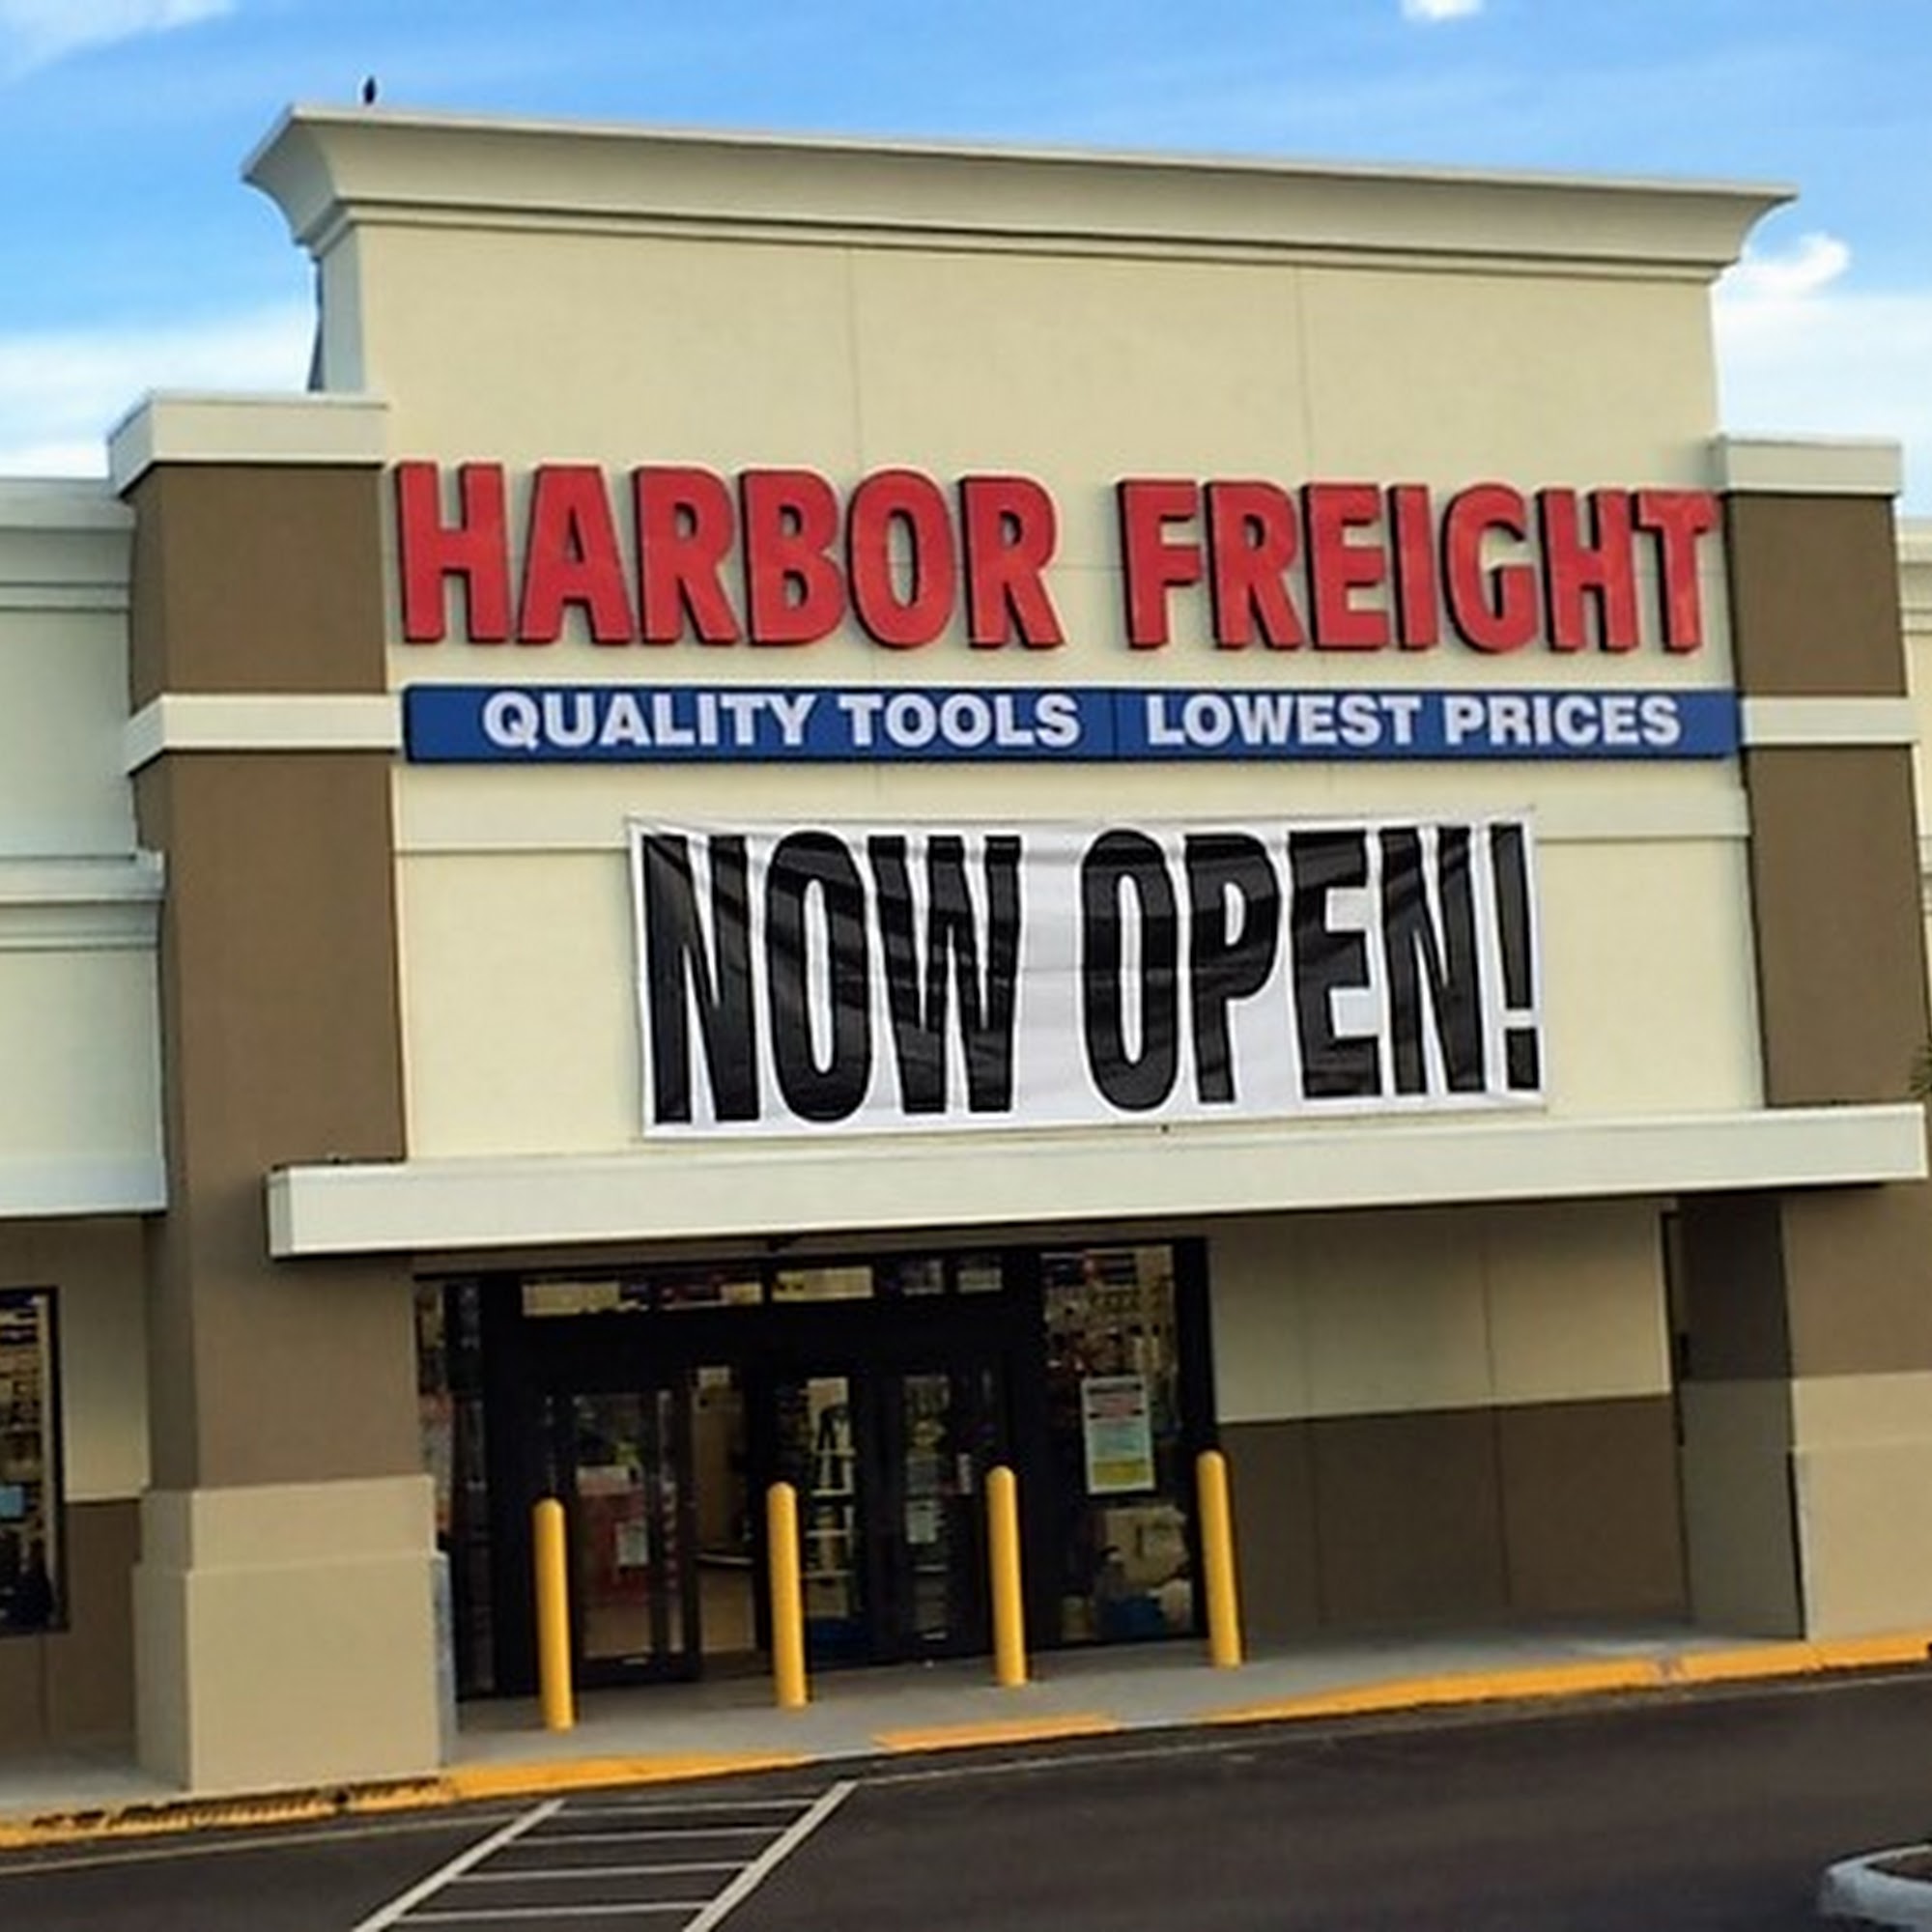 HARBOR FREIGHT
QUALITY TOOLS LOWEST PRICES
NOW OPEN!